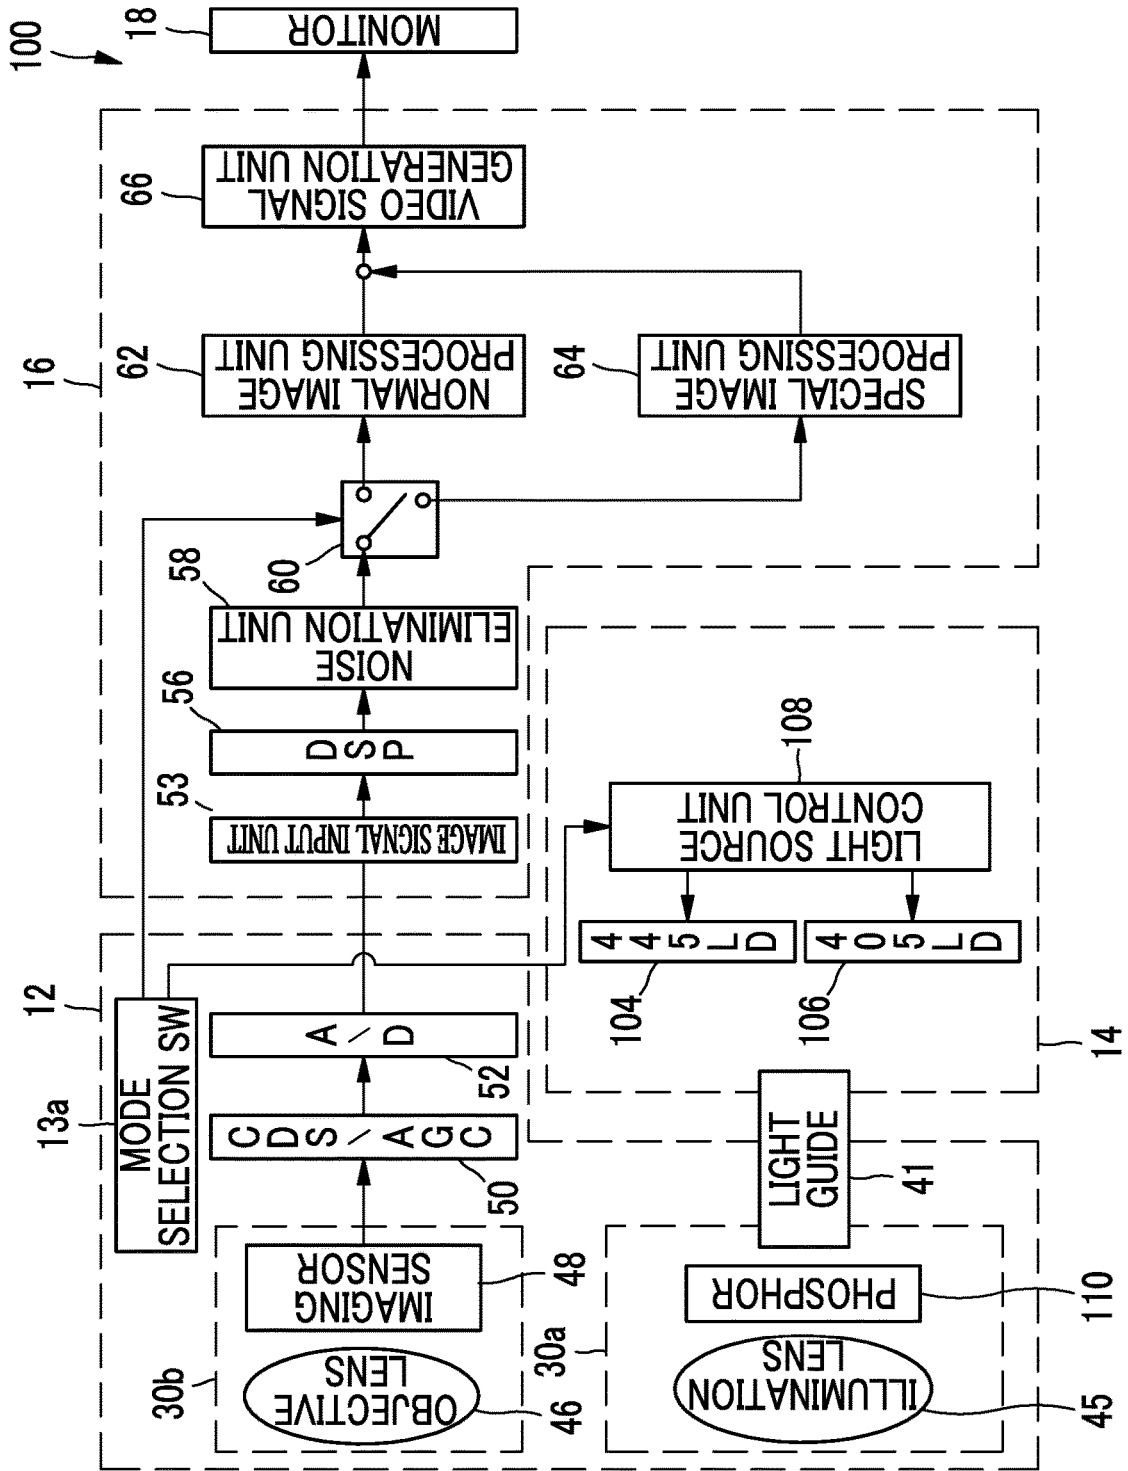 100
18
MONITOR
66
VIDEO SIGNAL
GENERATION UNIT
16
62
NORMAL IMAGE
PROCESSING UNIT
64
SPECIAL IMAGE
PROCESSING UNIT
60
58
NOISE
ELIMINATION UNIT
56
DSP
53
IMAGE SIGNAL INPUT UNIT
108
LIGHT SOURCE
CONTROL UNIT
104
445LD
106
405LD
14
12
13a
MODE
SELECTION SW
52
A/D
50
CDS/AGC
LIGHT
GUIDE
41
30b
IMAGING
SENSOR
48
OBJECTIVE
LENS
46
30a
PHOSPHOR
110
ILLUMINATION
LENS
45